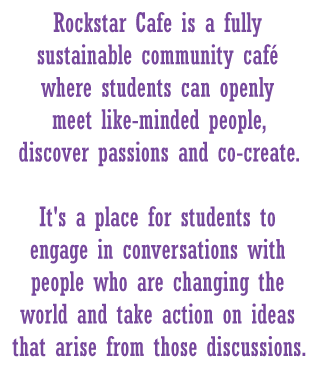 Rockstar Cafe is a fully
sustainable community café
where students can openly
meet like-minded people,
discover passions and co-create.
It's a place for students to
engage in conversations with
people who are changing the
world and take action on ideas
that arise from those discussions.